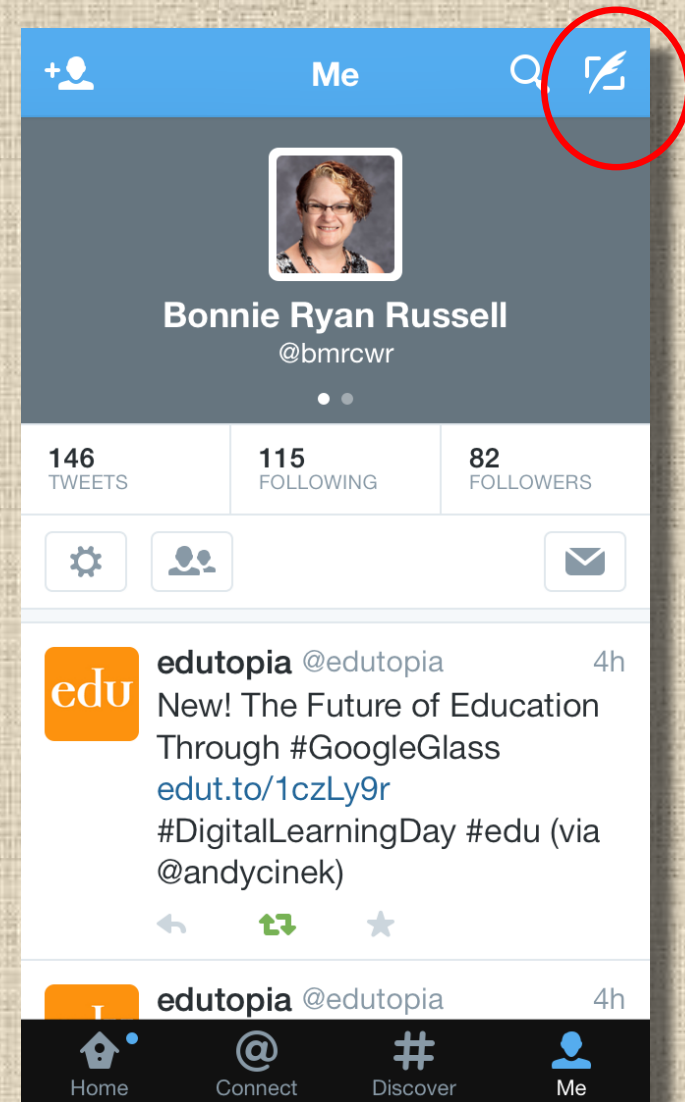 Me
Bonnie Ryan Russell
@bmrcwr
146
TWEETS
115
FOLLOWING
82
FOLLOWERS
edu
edutopia @edutopia 4h
New! The Future of Education
Through #GoogleGlass
edut.to/1czLy9r
#DigitalLearningDay #edu (via
@andycinek)
edutopia @edutopia 4h
Home
Connect
Discover
Me